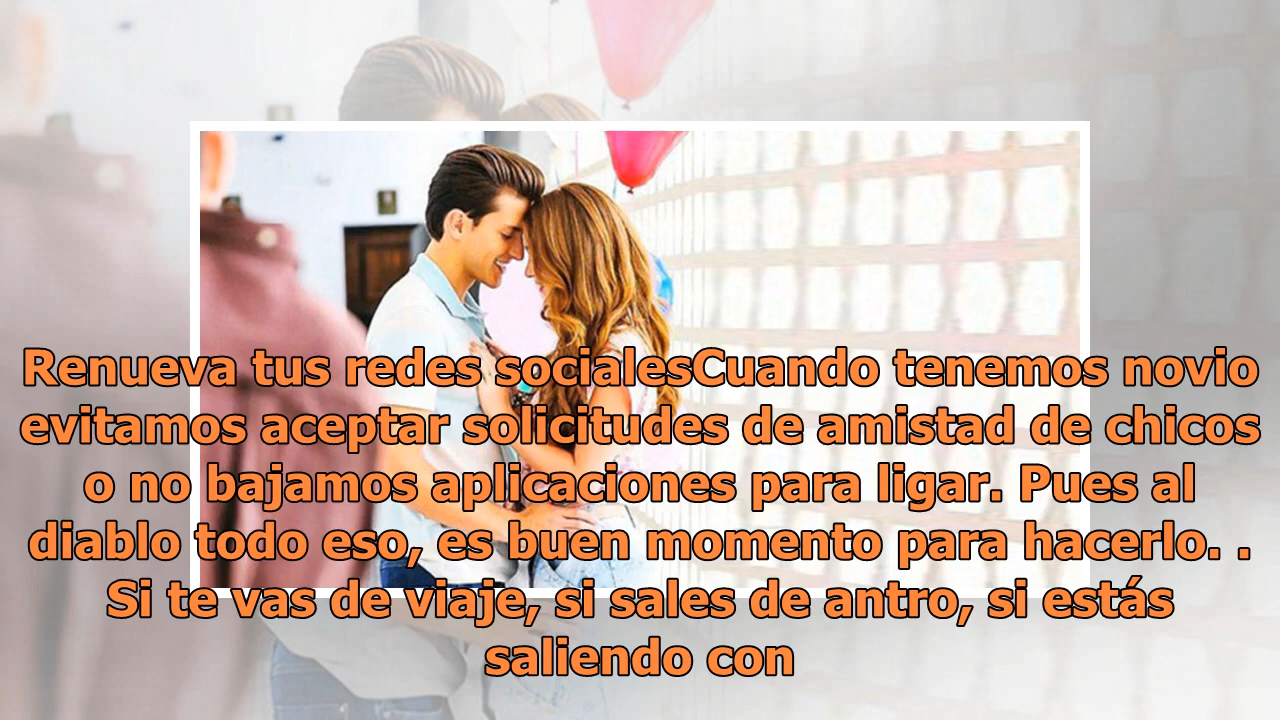 Renueva tus redes socialesCuando tenemos novio
evitamos aceptar solicitudes de amistad de chicos
o no bajamos aplicaciones para ligar. Pues al
diablo todo eso, es buen momento para hacerlo. .
Si te vas de viaje, si sales de antro, si estás
saliendo con